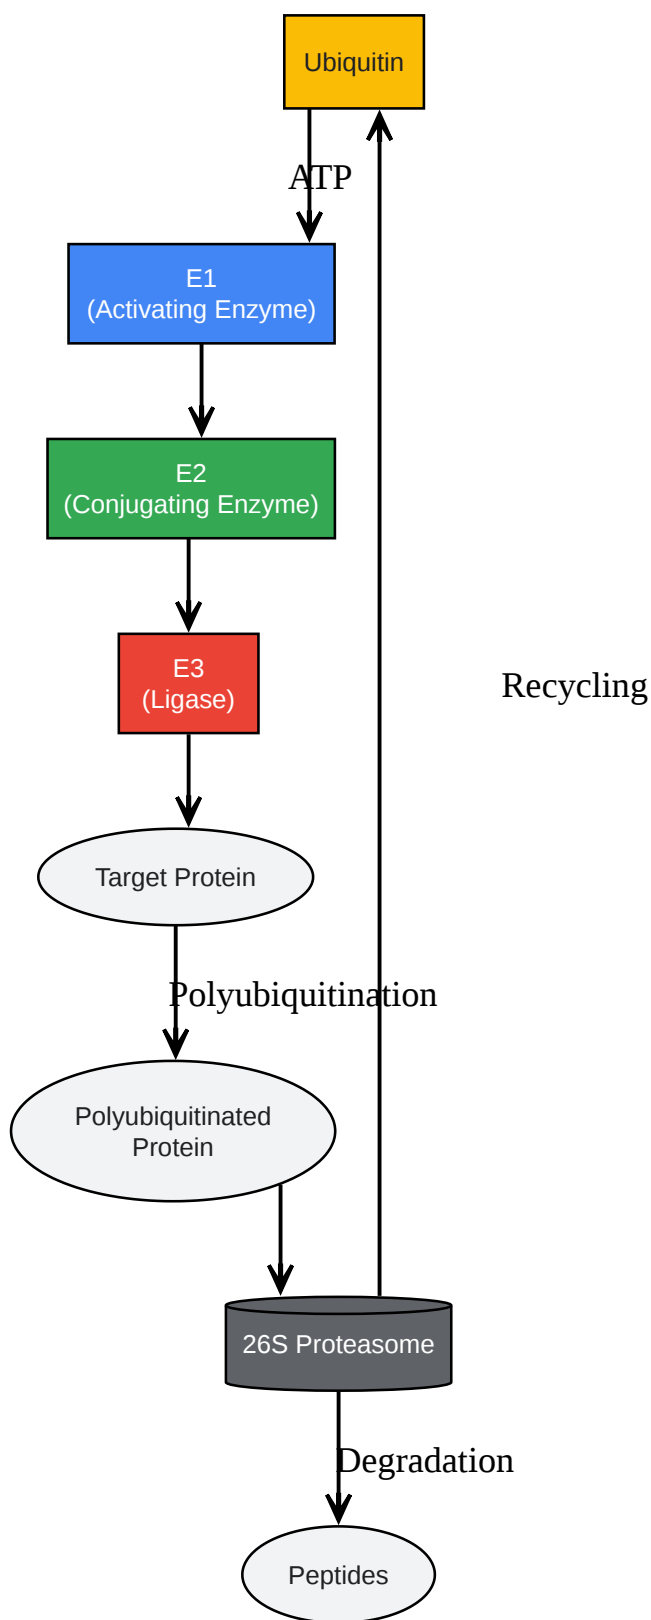 Ubiquitin
ATP
E1
(Activating Enzyme)
E2
(Conjugating Enzyme)
E3
(Ligase)
Recycling
Target Protein
Polyubiquitination
Polyubiquitinated
Protein
26S Proteasome
Degradation
Peptides